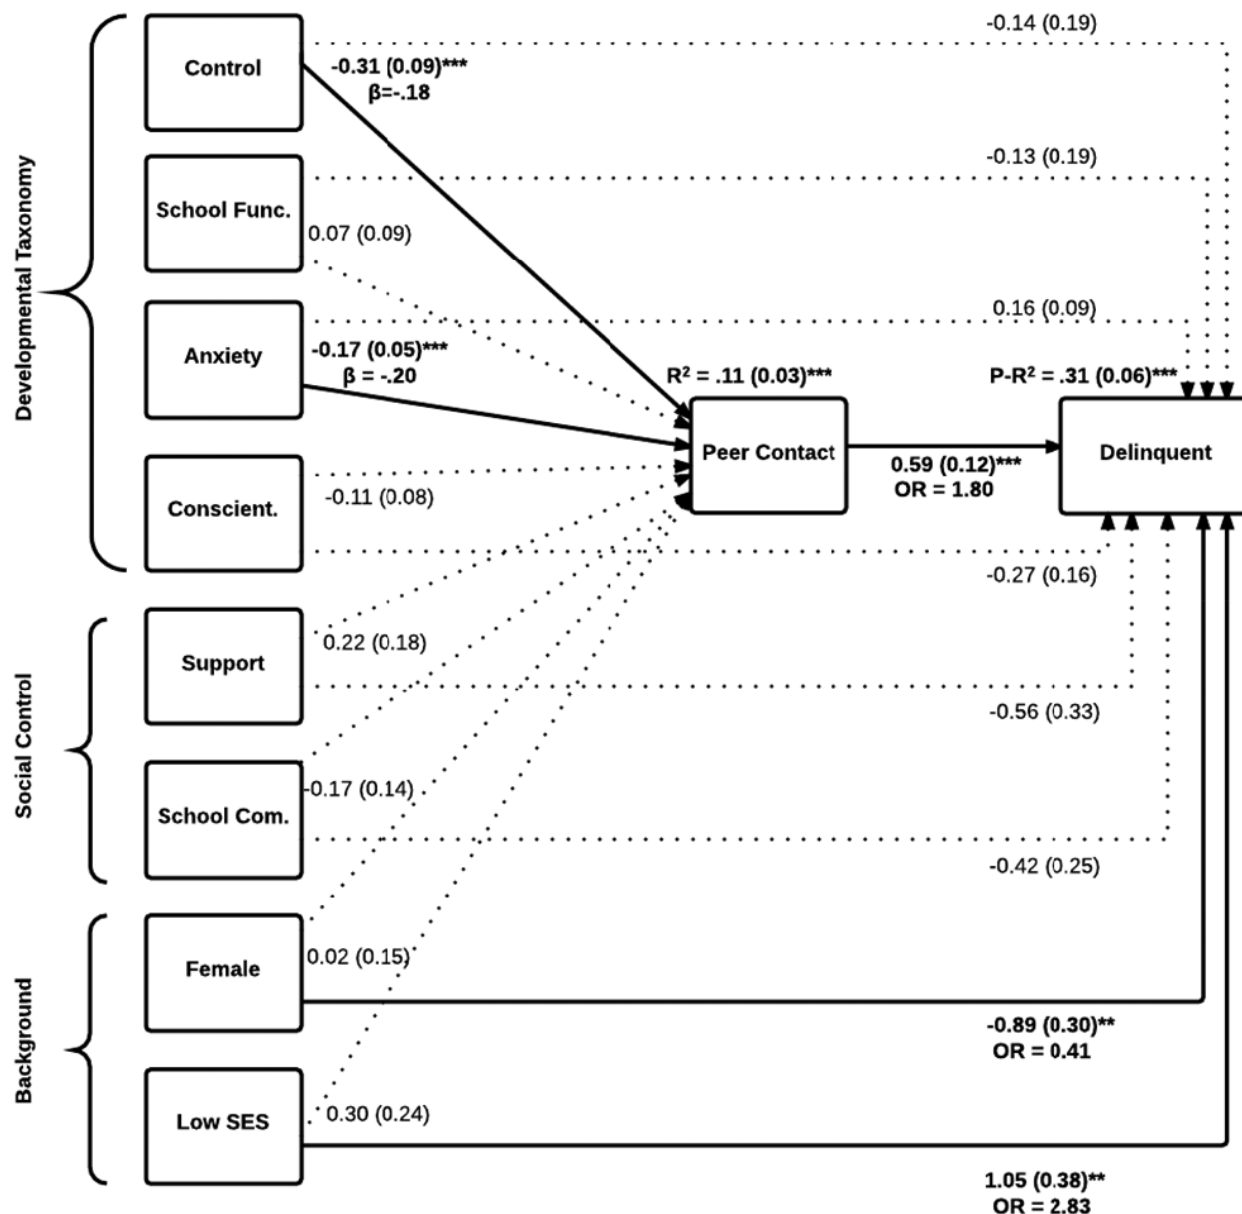 -0.14 (0.19)
Control
-0.31 (0.09)***
β=-.18
Developmental Taxonomy
-0.13 (0.19)
School Func.
0.07 (0.09)
0.16 (0.09)
Anxiety
-0.17 (0.05)***
β = -.20
R² = .11 (0.03)***
P-R² = .31 (0.06)***
Peer Contact
0.59 (0.12)***
OR = 1.80
Delinquent
Conscient.
-0.11 (0.08)
-0.27 (0.16)
Social Control
Support
0.22 (0.18)
-0.56 (0.33)
School Com.
-0.17 (0.14)
-0.42 (0.25)
Background
Female
0.02 (0.15)
-0.89 (0.30)**
OR = 0.41
Low SES
0.30 (0.24)
1.05 (0.38)**
OR = 2.83